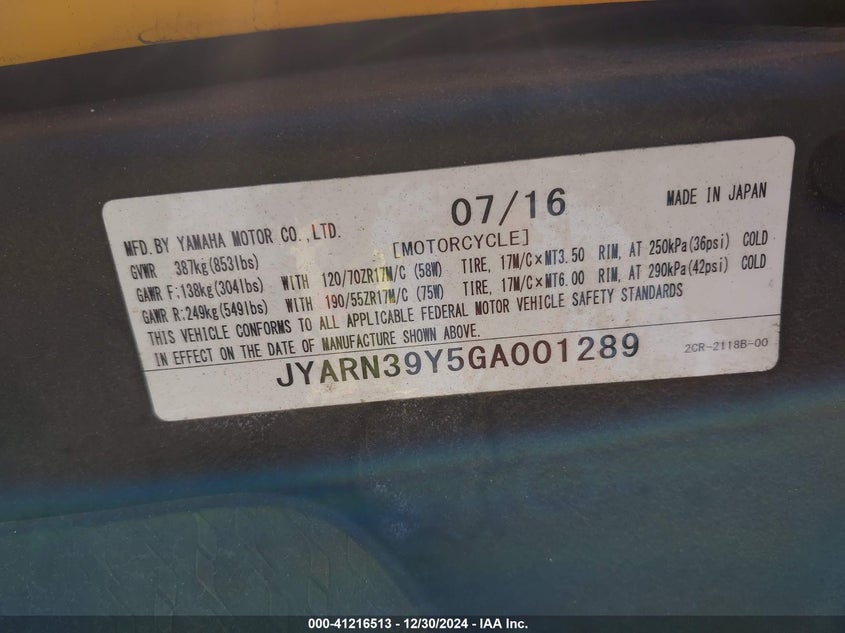 07/16
MADE IN JAPAN
MFD. BY YAMAHA MOTOR CO., LTD.
[MOTORCYCLE]
GVWR 387kg(853lbs)
GAWR F:138kg(304lbs) WITH 120/70ZR17M/C (58W) TIRE, 17M/C×MT3.50 RIM, AT 250kPa(36psi) COLD
GAWR R:249kg(549lbs) WITH 190/55ZR17M/C (75W) TIRE, 17M/C×MT6.00 RIM, AT 290kPa(42psi) COLD
THIS VEHICLE CONFORMS TO ALL APPLICABLE FEDERAL MOTOR VEHICLE SAFETY STANDARDS
IN EFFECT ON THE DATE OF MANUFACTURE SHOWN ABOVE.
JYARN39Y5GA001289
2CR-2118B-00
000-41216513 - 12/30/2024 - IAA Inc.